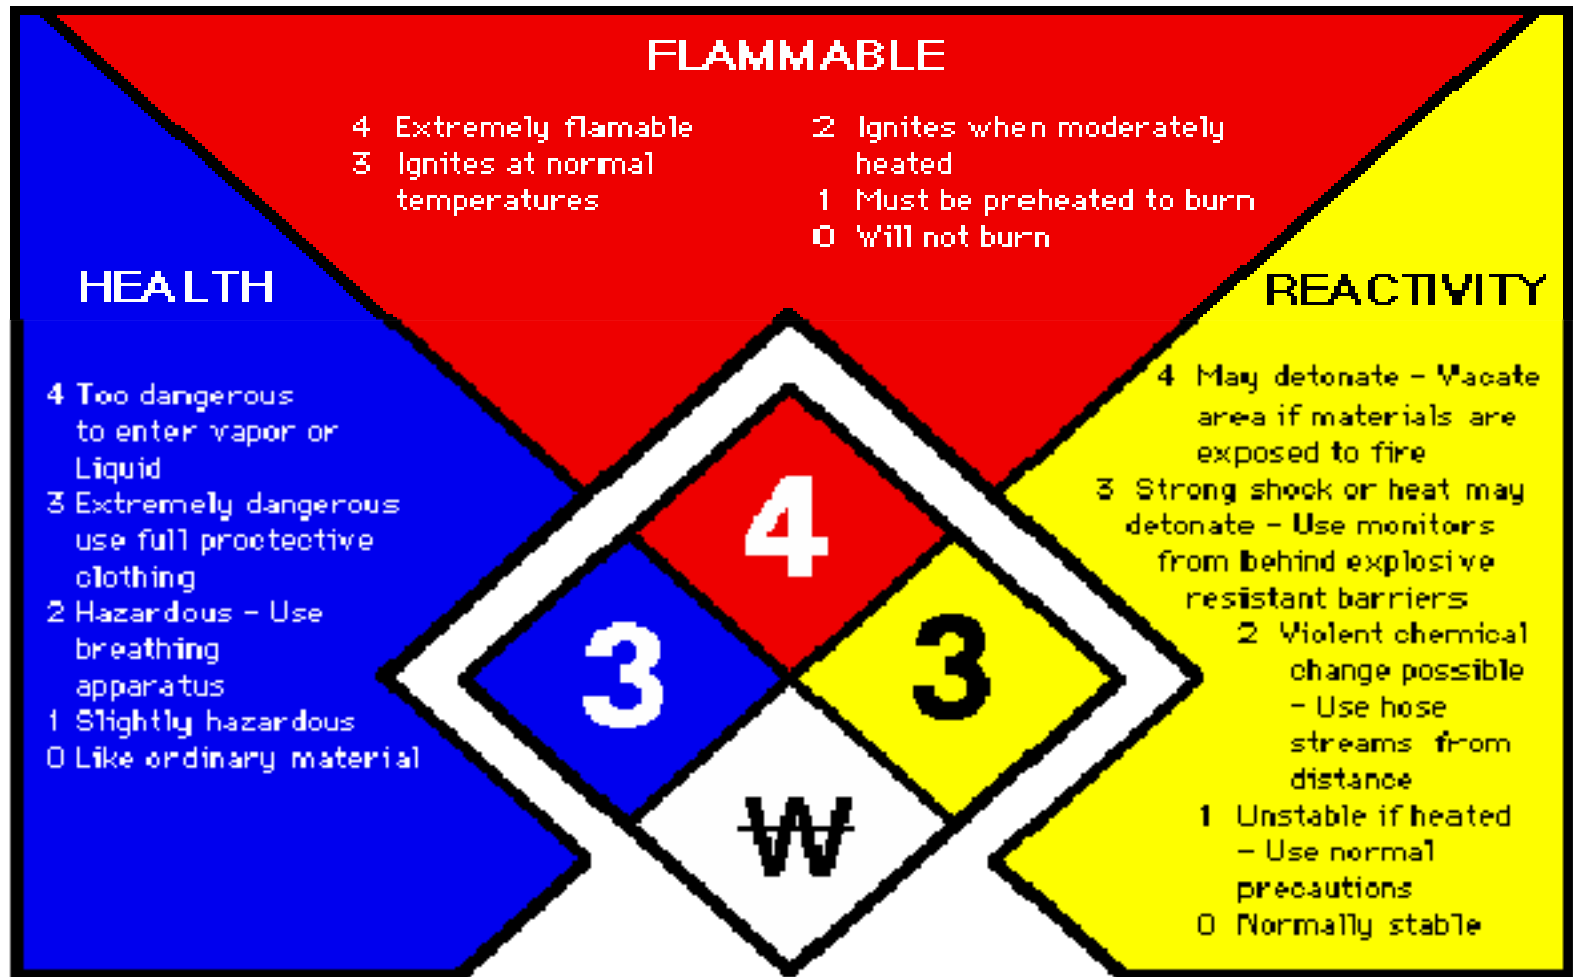 FLAMMABLE
4 Extremely flamable
3 Ignites at normal
temperatures
2 Ignites when moderately
heated
1 Must be preheated to burn
0 Will not burn
HEALTH
4 Too dangerous
to enter vapor or
Liquid
3 Extremely dangerous
use full proctective
clothing
2 Hazardous - Use
breathing
apparatus
1 Slightly hazardous
0 Like ordinary material
REACTIVITY
4 May detonate - Vacate
area if materials are
exposed to fire
3 Strong shock or heat may
detonate - Use monitors
from behind explosive
resistant barriers
2 Violent chemical
change possible
- Use hose
streams from
distance
1 Unstable if heated
- Use normal
precautions
0 Normally stable
4
3
3
W